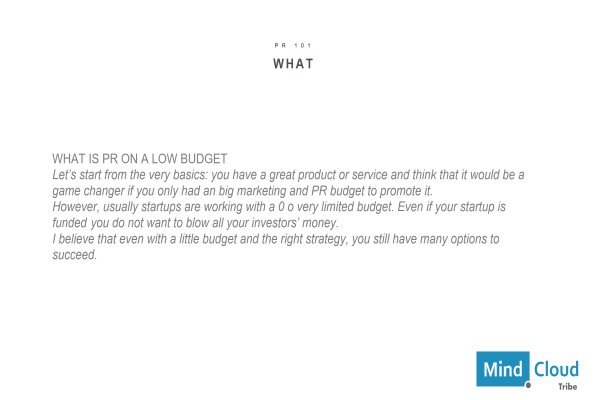 PR 101
WHAT
WHAT IS PR ON A LOW BUDGET
Let's start from the very basics: you have a great product or service and think that it would be a
game changer if you only had an big marketing and PR budget to promote it.
However, usually startups are working with a 0 o very limited budget. Even if your startup is
funded you do not want to blow all your investors' money.
I believe that even with a little budget and the right strategy, you still have many options to
succeed.
Mind.Cloud
Tribe